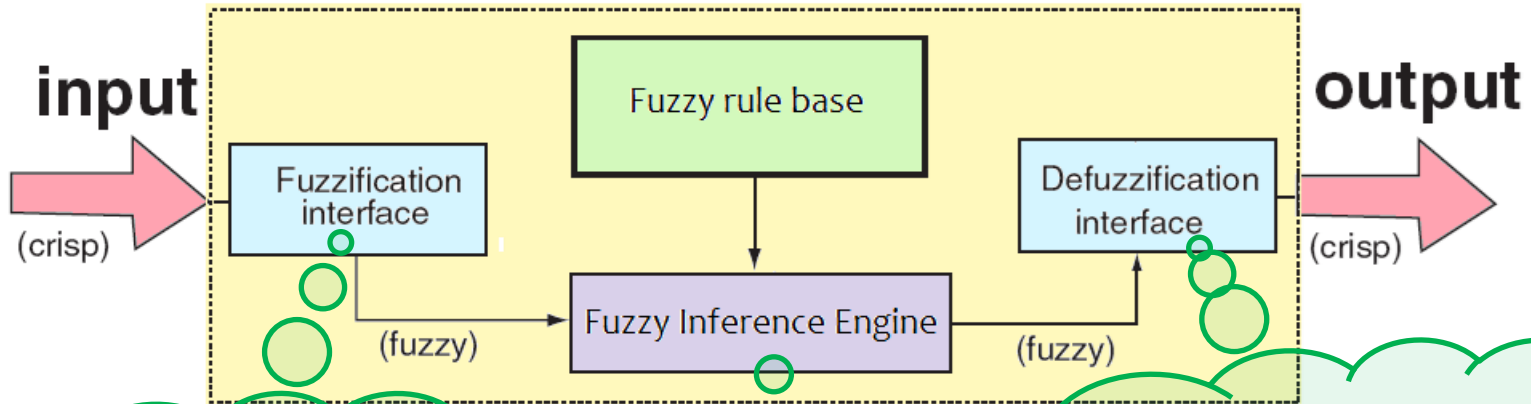 input
(crisp)
Fuzzification
interface
(fuzzy)
Fuzzy rule base
Fuzzy Inference Engine
(fuzzy)
Defuzzification
interface
output
(crisp)